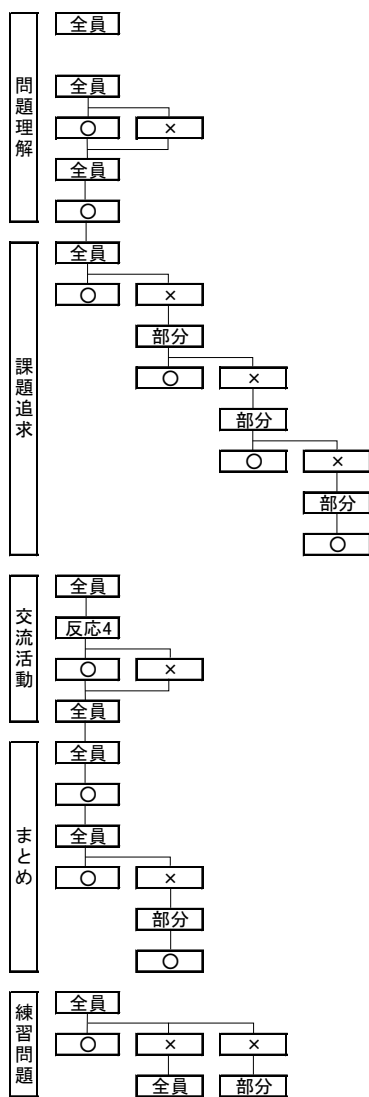 問題理解
全員
全員
○ ×
全員
○
課題追求
全員
○ ×
部分
○ ×
部分
○ ×
部分
○
交流活動
全員
反応4
○ ×
全員
まとめ
全員
○
全員
○ ×
部分
○
練習問題
全員
○ × ×
全員 部分